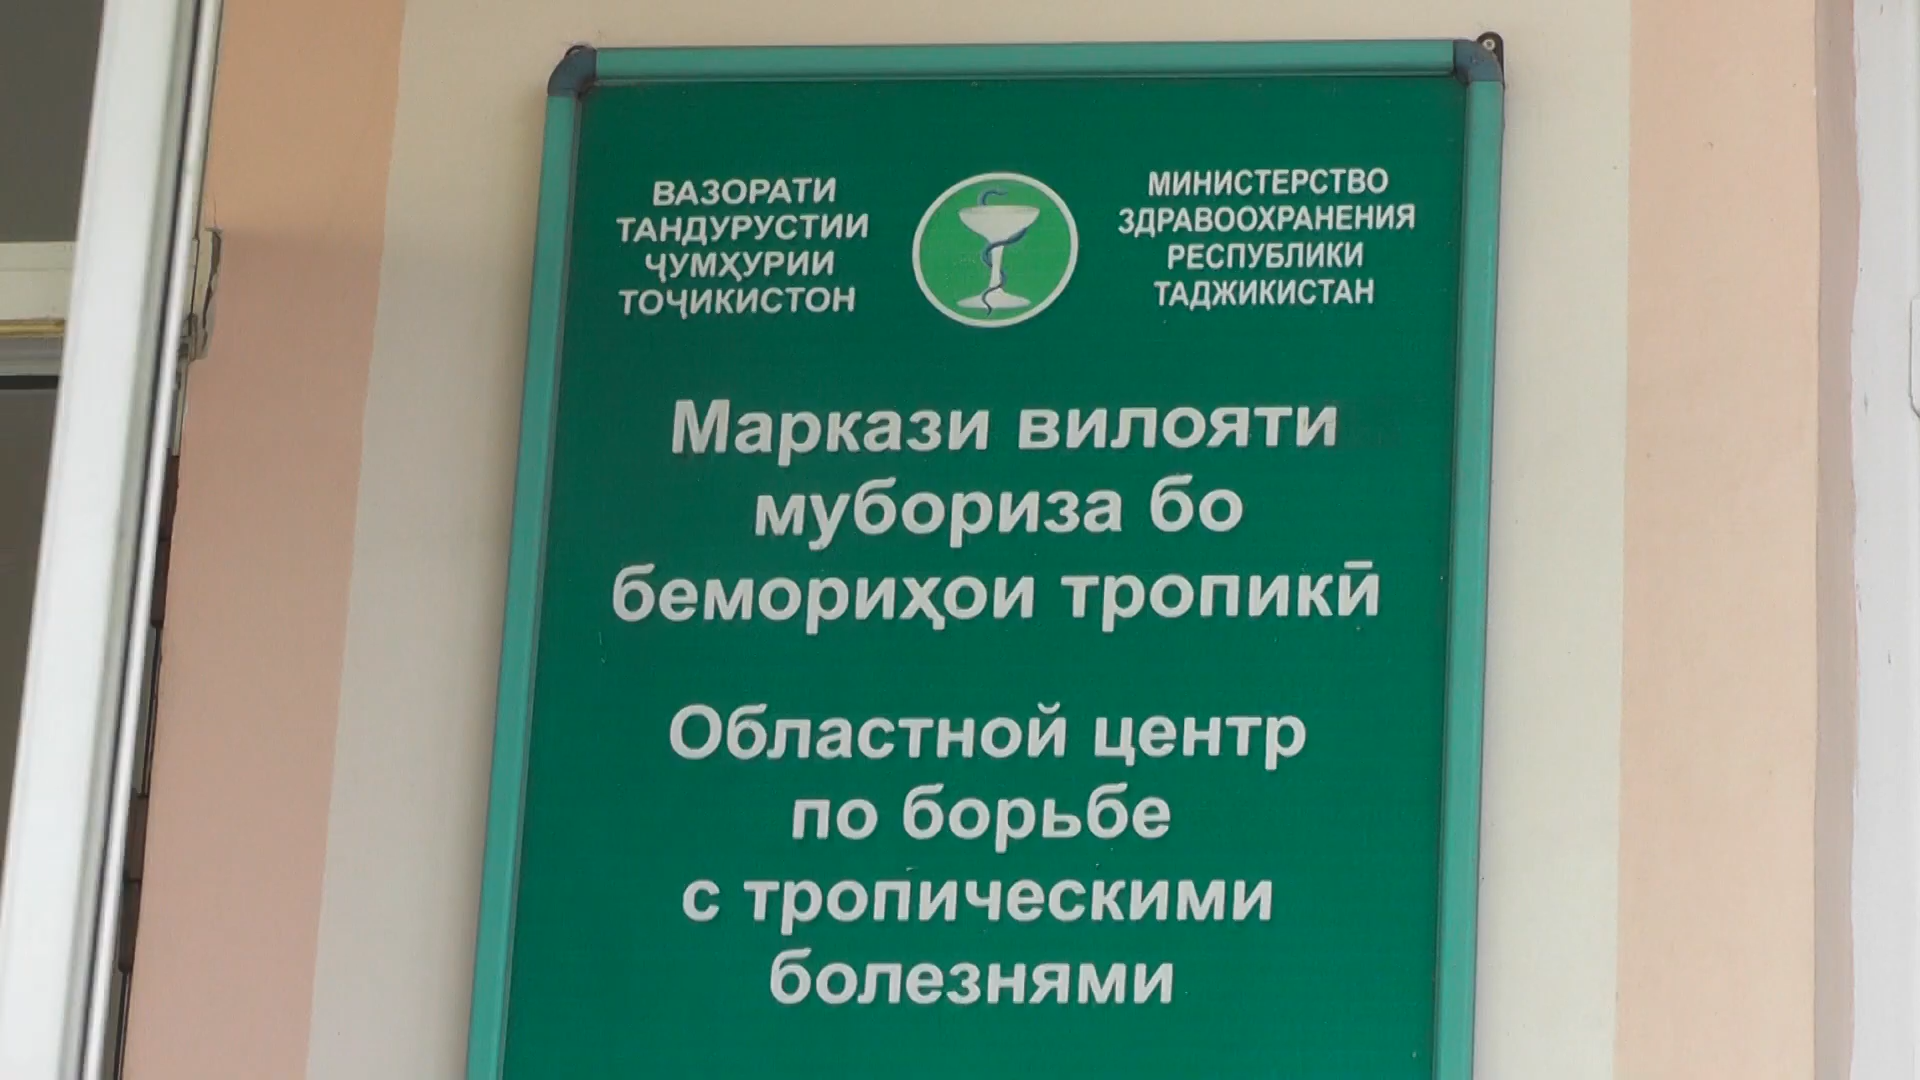 ВАЗОРАТИ
ТАНДУРУСТИИ
ҶУМҲУРИИ
ТОҶИКИСТОН
МИНИСТЕРСТВО
ЗДРАВООХРАНЕНИЯ
РЕСПУБЛИКИ
ТАДЖИКИСТАН
Маркази вилояти
мубориза бо
бемориҳои тропикӣ
Областной центр
по борьбе
с тропическими
болезнями